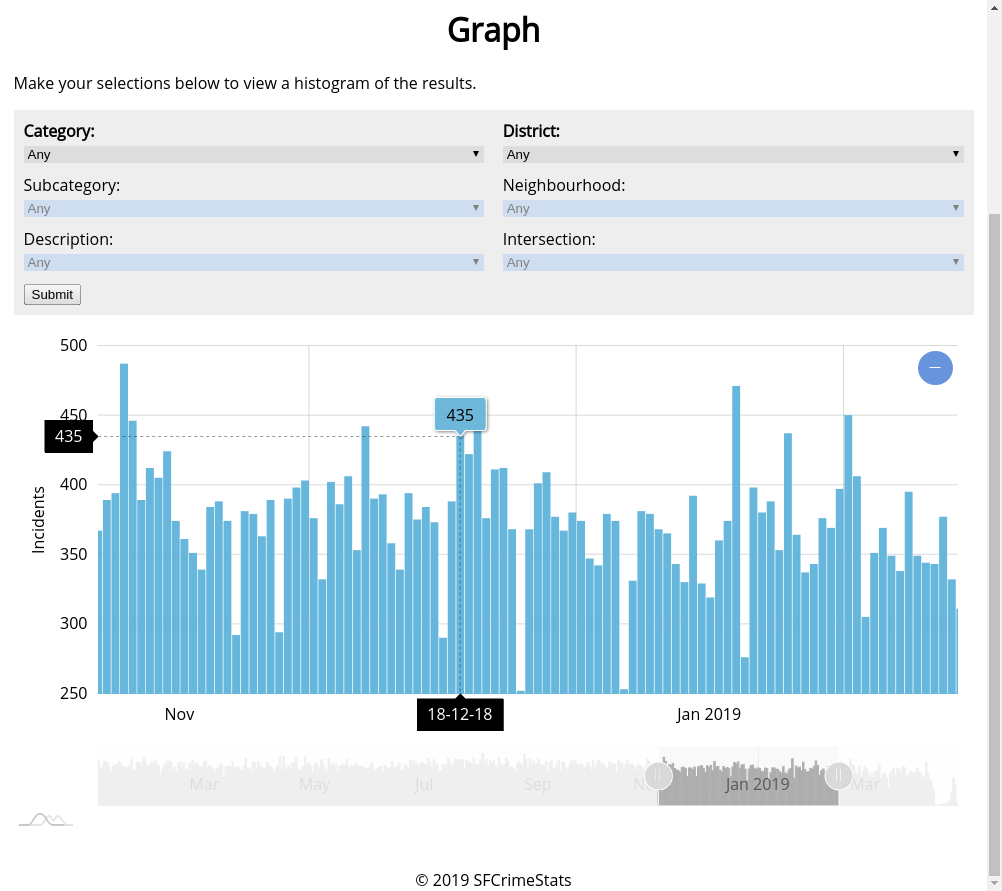 Graph
Make your selections below to view a histogram of the results.
Category:
Any
District:
Any
Subcategory:
Any
Neighbourhood:
Any
Description:
Any
Intersection:
Any
Submit
500
450
435
435
400
Incidents
350
300
250
Nov
18-12-18
Jan 2019
Mar
May
Jul
Sep
Jan 2019
Mar
© 2019 SFCrimeStats